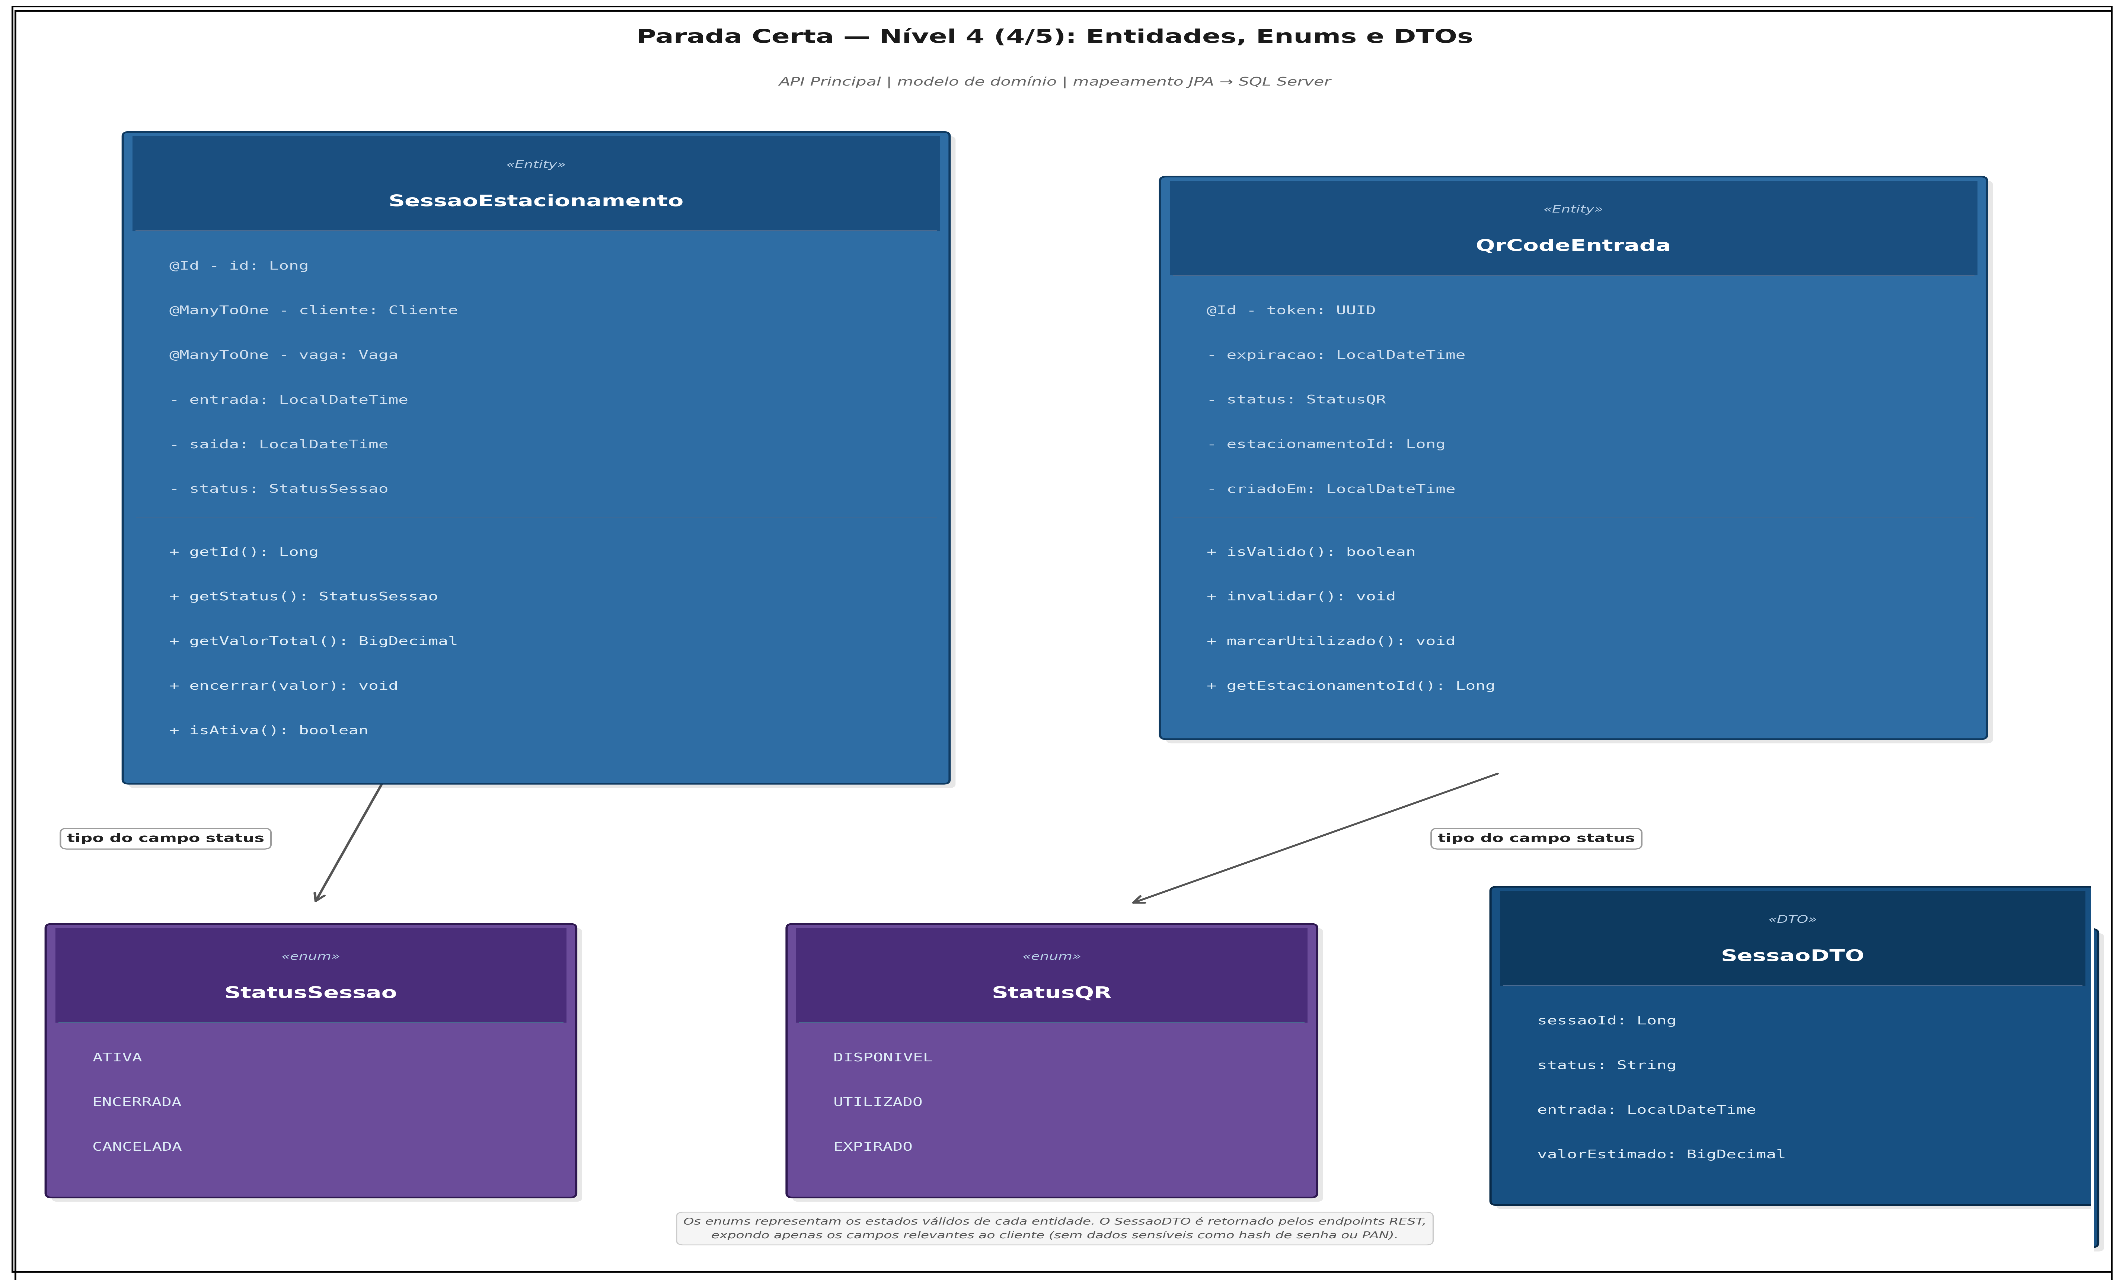 Parada Certa — Nível 4 (4/5): Entidades, Enums e DTOs
API Principal | modelo de domínio | mapeamento JPA → SQL Server
«Entity»
SessaoEstacionamento
@Id - id: Long
@ManyToOne - cliente: Cliente
@ManyToOne - vaga: Vaga
- entrada: LocalDateTime
- saida: LocalDateTime
- status: StatusSessao
+ getId(): Long
+ getStatus(): StatusSessao
+ getValorTotal(): BigDecimal
+ encerrar(valor): void
+ isAtiva(): boolean
«Entity»
QrCodeEntrada
@Id - token: UUID
- expiracao: LocalDateTime
- status: StatusQR
- estacionamentoId: Long
- criadoEm: LocalDateTime
+ isValido(): boolean
+ invalidar(): void
+ marcarUtilizado(): void
+ getEstacionamentoId(): Long
tipo do campo status
tipo do campo status
«enum»
StatusSessao
ATIVA
ENCERRADA
CANCELADA
«enum»
StatusQR
DISPONIVEL
UTILIZADO
EXPIRADO
«DTO»
SessaoDTO
sessaoId: Long
status: String
entrada: LocalDateTime
valorEstimado: BigDecimal
Os enums representam os estados válidos de cada entidade. O SessaoDTO é retornado pelos endpoints REST,
expondo apenas os campos relevantes ao cliente (sem dados sensíveis como hash de senha ou PAN).